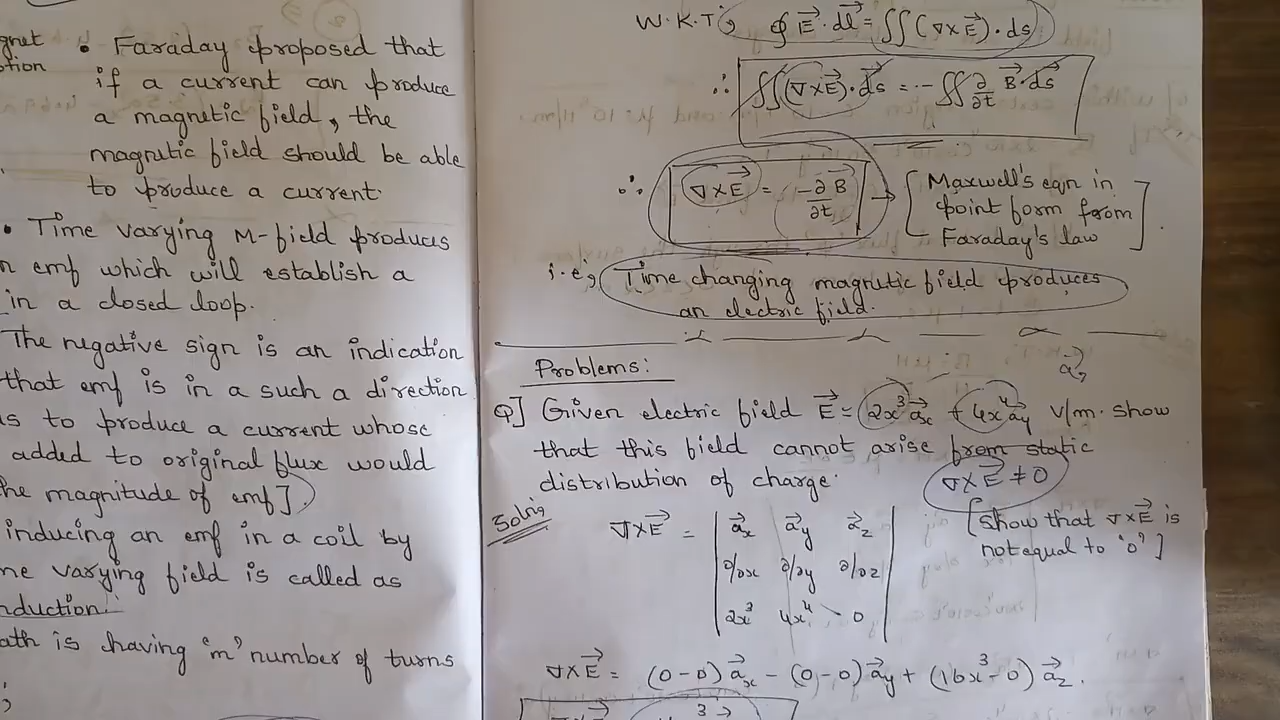 gnet
otion
• Faraday proposed that
if a current can produce
a magnetic field, the
magnetic field should be able
to produce a current.
• Time varying M-field produces
n emf which will establish a
in a closed loop.
The negative sign is an indication
that emf is in a such a direction
as to produce a current whose
added to original flux would
the magnitude of emf].
inducing an emf in a coil by
me varying field is called as
nduction.
ath is having 'm' number of turns
;
W.K.T; ∮ E⃗ · dl⃗ = ∬ (∇×E⃗) · ds
∴ ∬ (∇×E⃗) · ds⃗ = - ∬ ∂/∂t B⃗ · ds⃗
∴ ∇×E⃗ = -∂B⃗/∂t → [Maxwell's eqn in
point form from
Faraday's law]
i.e; Time changing magnetic field produces
an electric field.
Problems:
Q] Given electric field E⃗ = 2x³ a⃗x + 4x⁴ a⃗y V/m. show
that this field cannot arise from static
distribution of charge.
∇×E⃗ ≠ 0
Solng
[show that ∇×E⃗ is
not equal to '0']
∇×E⃗ = | a⃗x a⃗y a⃗z |
| ∂/∂x ∂/∂y ∂/∂z |
| 2x³ 4x⁴ 0 |
∇×E⃗ = (0-0) a⃗x - (0-0) a⃗y + (16x³-0) a⃗z.